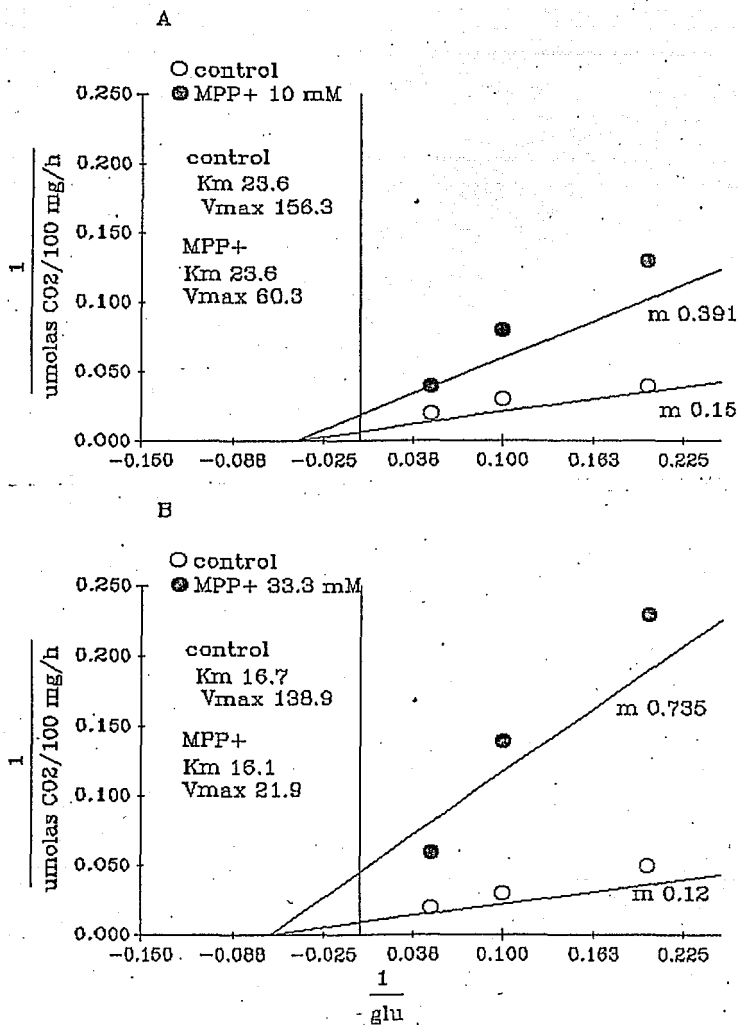 A
control
MPP+ 10 mM
0.250
0.200
0.150
0.100
0.050
0.000
1
umolas CO2/100 mg/h
control
Km 23.6
Vmax 156.3
MPP+
Km 23.6
Vmax 60.3
m 0.391
m 0.15
-0.150 -0.088 -0.025 0.038 0.100 0.163 0.225
B
control
MPP+ 33.3 mM
0.250
0.200
0.150
0.100
0.050
0.000
1
umolas CO2/100 mg/h
control
Km 16.7
Vmax 138.9
MPP+
Km 16.1
Vmax 21.9
m 0.735
m 0.12
-0.150 -0.088 -0.025 0.038 0.100 0.163 0.225
1
glu